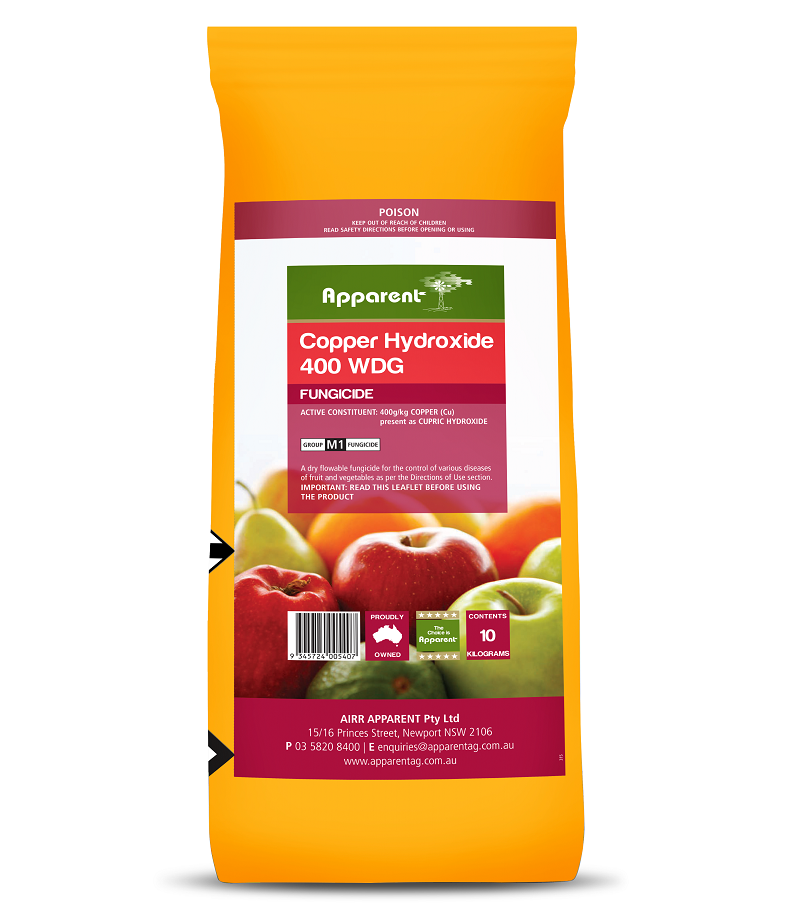 POISON
KEEP OUT OF REACH OF CHILDREN
READ SAFETY DIRECTIONS BEFORE OPENING OR USING
Apparent
Copper Hydroxide
400 WDG
FUNGICIDE
ACTIVE CONSTITUENT: 400g/kg COPPER (Cu)
present as CUPRIC HYDROXIDE
GROUP M1 FUNGICIDE
A dry flowable fungicide for the control of various diseases
of fruit and vegetables as per the Directions of Use section.
IMPORTANT: READ THIS LEAFLET BEFORE USING
THE PRODUCT
9 345724 005407
PROUDLY
OWNED
The
Choice is
Apparent
CONTENTS
10
KILOGRAMS
AIRR APPARENT Pty Ltd
15/16 Princes Street, Newport NSW 2106
P 03 5820 8400 | E enquiries@apparentag.com.au
www.apparentag.com.au